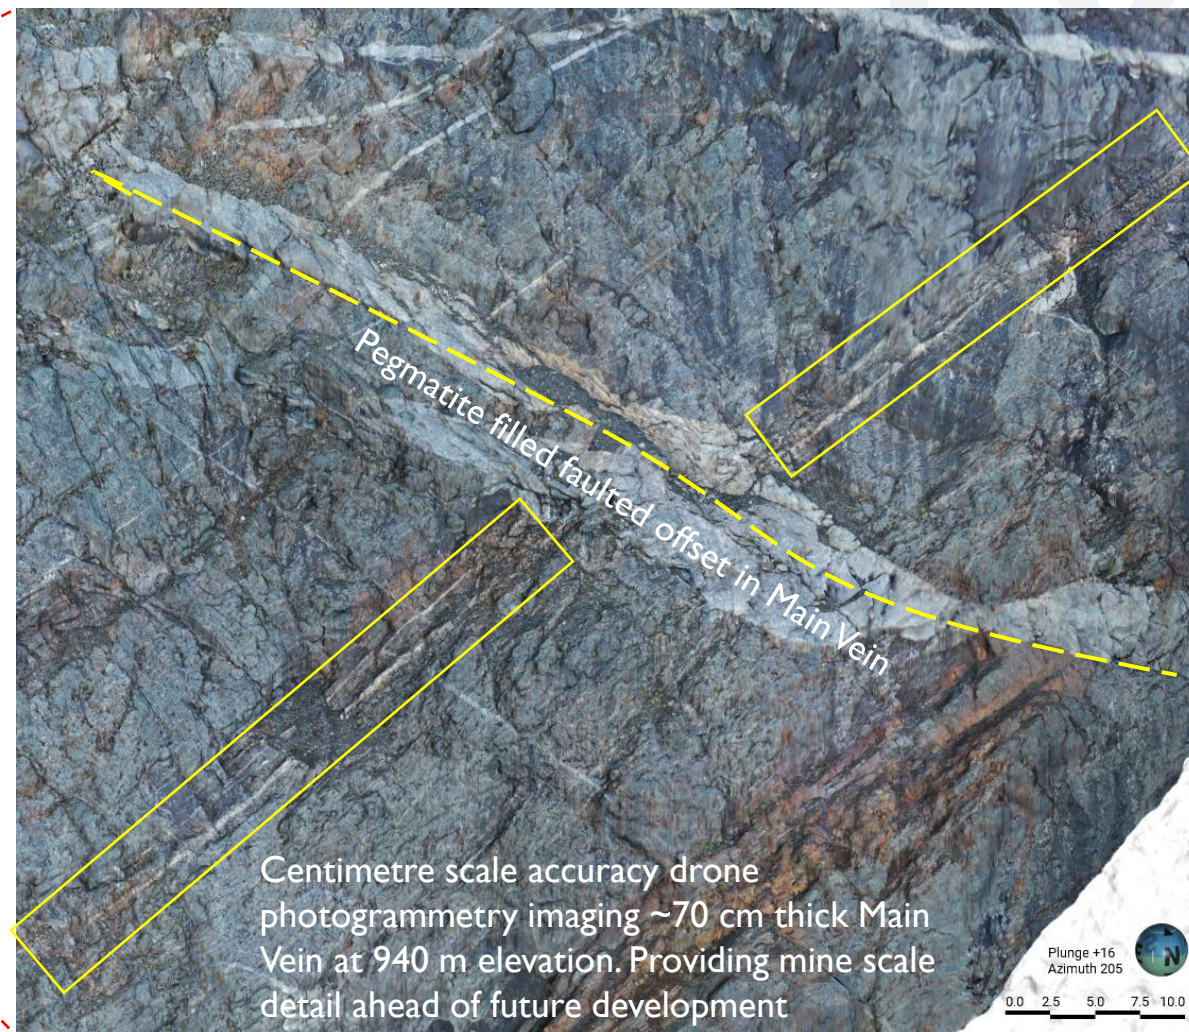 Pegmatite filled faulted offset in Main Vein
Centimetre scale accuracy drone
photogrammetry imaging ~70 cm thick Main
Vein at 940 m elevation. Providing mine scale
detail ahead of future development
Plunge +16
Azimuth 205
N
0.0 2.5 5.0 7.5 10.0